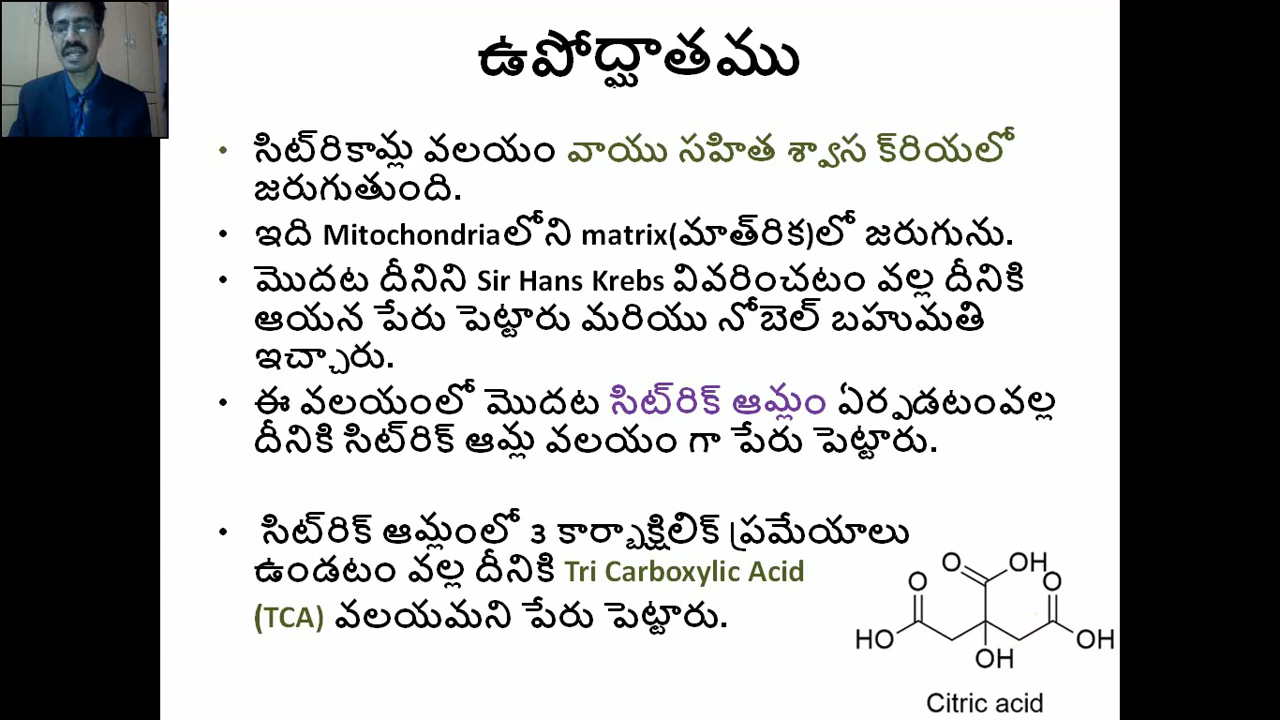 ఉపోద్ఘాతము
• సిట్‌రికామ్ల వలయం వాయు సహిత శ్వాస క్‌రియలో
జరుగుతుంది.
• ఇది Mitochondriaలోని matrix(మాత్‌రిక)లో జరుగును.
• మొదట దీనిని Sir Hans Krebs వివరించటం వల్ల దీనికి
ఆయన పేరు పెట్టారు మరియు నోబెల్ బహుమతి
ఇచ్చారు.
• ఈ వలయంలో మొదట సిట్‌రిక్ ఆమ్లం ఏర్పడటంవల్ల
దీనికి సిట్‌రిక్ ఆమ్ల వలయం గా పేరు పెట్టారు.
• సిట్‌రిక్ ఆమ్లంలో 3 కార్బాక్షిలిక్ ప్రమేయాలు
ఉండటం వల్ల దీనికి Tri Carboxylic Acid
(TCA) వలయమని పేరు పెట్టారు.
O OH
O O
HO OH
OH
Citric acid